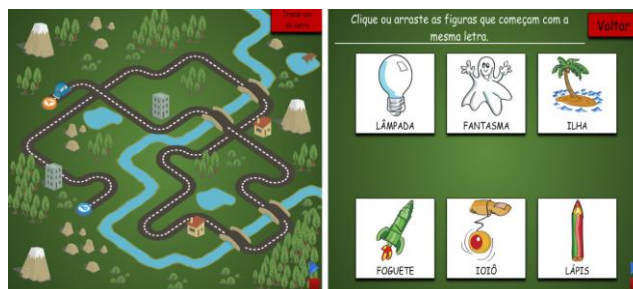 Clique ou arraste as figuras que começam com a
mesma letra.
Voltar
LÂMPADA
FANTASMA
ILHA
FOGUETE
IOIÔ
LÁPIS